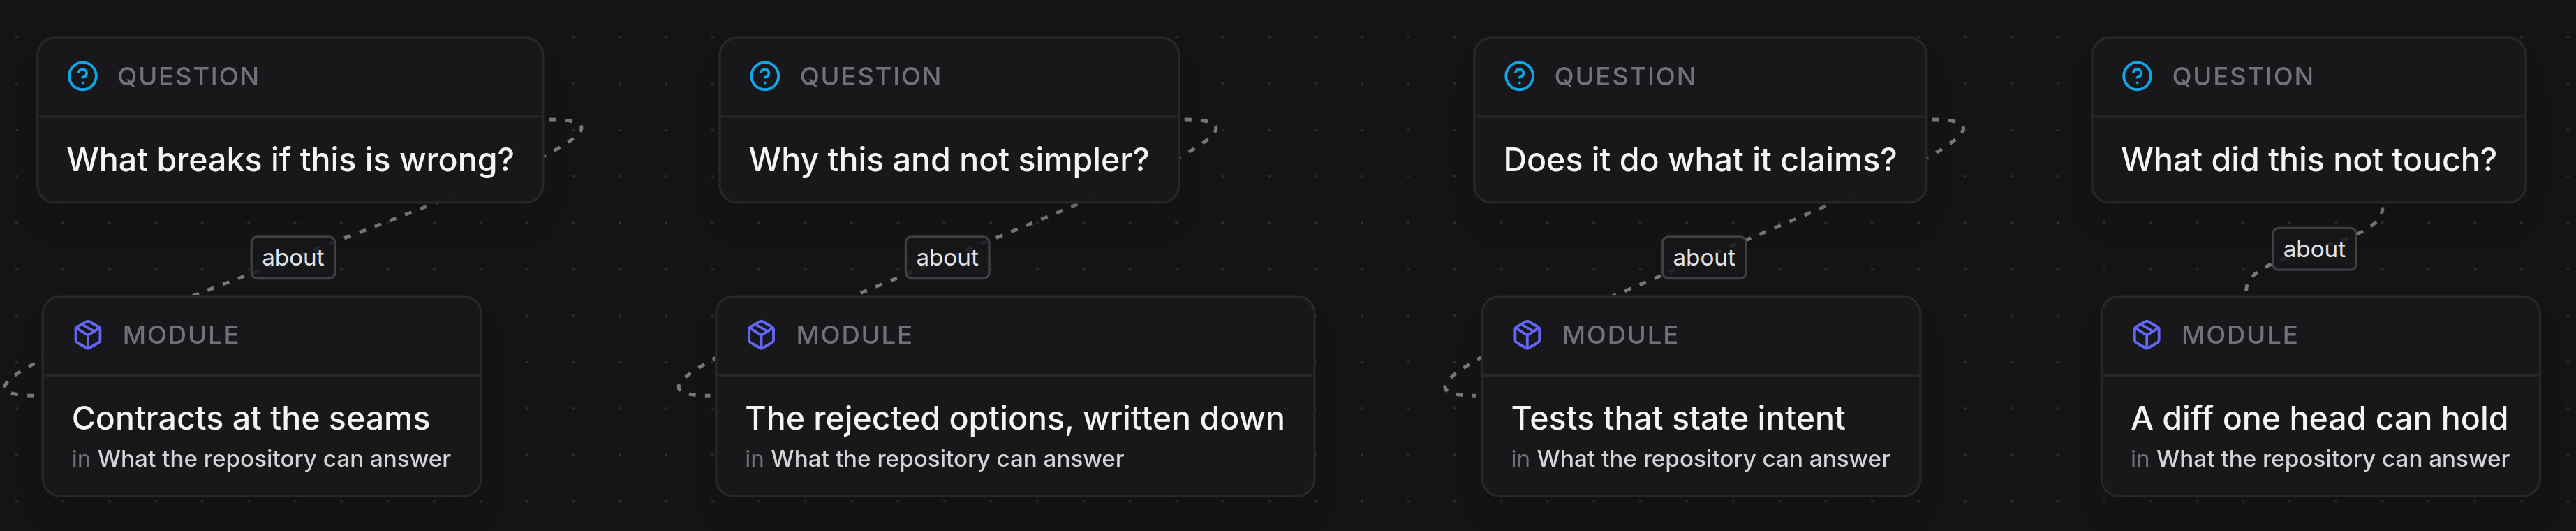 QUESTION
What breaks if this is wrong?
QUESTION
Why this and not simpler?
QUESTION
Does it do what it claims?
QUESTION
What did this not touch?
about
about
about
about
MODULE
Contracts at the seams
in What the repository can answer
MODULE
The rejected options, written down
in What the repository can answer
MODULE
Tests that state intent
in What the repository can answer
MODULE
A diff one head can hold
in What the repository can answer